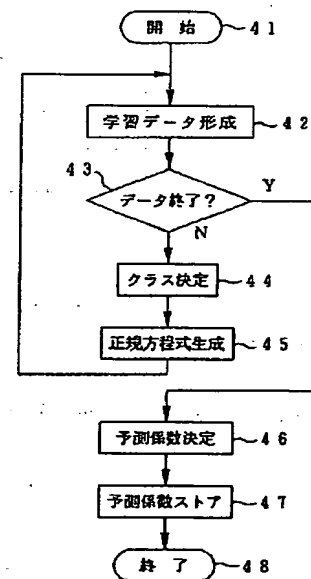 開始 41
学習データ形成 42
43
データ終了? Y
N
クラス決定 44
正規方程式生成 45
予測係数決定 46
予測係数ストア 47
終了 48